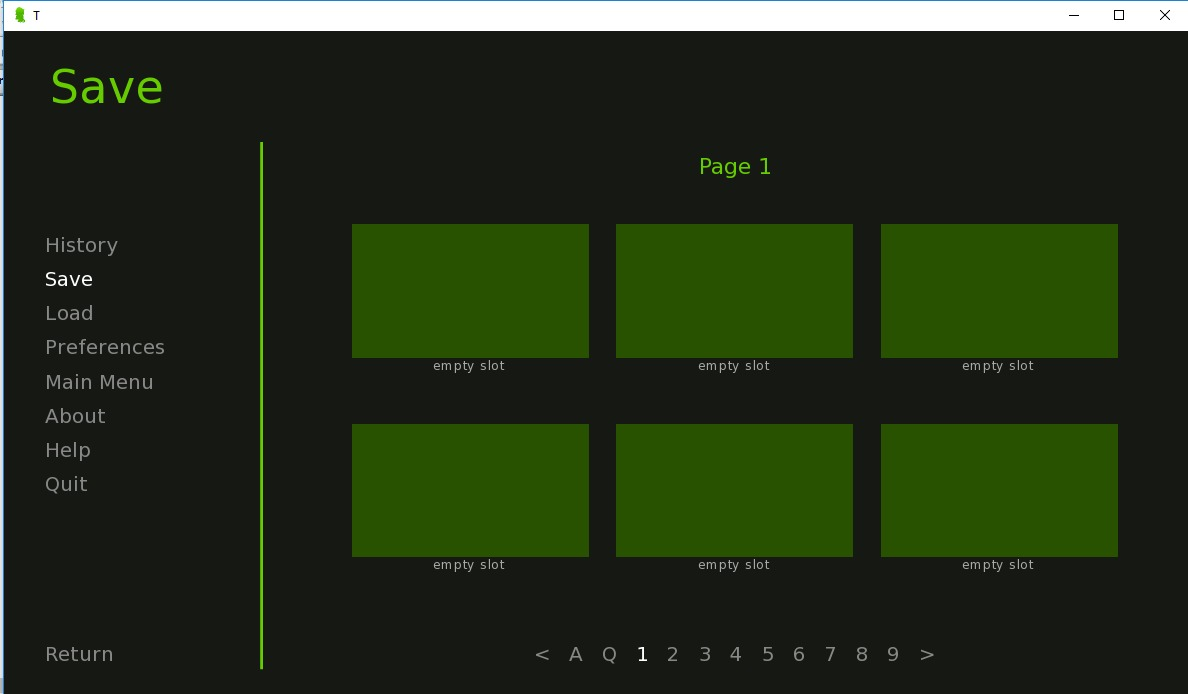 T
Save
Page 1
History
Save
Load
Preferences
Main Menu
About
Help
Quit
Return
empty slot empty slot empty slot
empty slot empty slot empty slot
< A Q 1 2 3 4 5 6 7 8 9 >